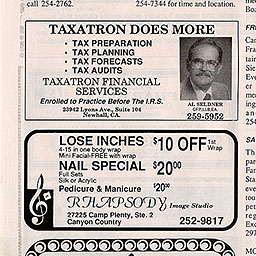 call 254-2762.
254-7344 for time and location.
TAXATRON DOES MORE
• TAX PREPARATION
• TAX PLANNING
• TAX FORECASTS
• TAX AUDITS
TAXATRON FINANCIAL
SERVICES
Enrolled to Practice Before The I.R.S.
23942 Lyons Ave., Suite 104
Newhall, CA.
AL SELDNER
259-5952
LOSE INCHES $10 OFF 1st Wrap
4-15 in one body wrap
Mini Facial-FREE with wrap
NAIL SPECIAL $20.00
Full Sets
Silk or Acrylic
Pedicure & Manicure $20.00
RHAPSODY Image Studio
27225 Camp Plenty, Ste. 2
Canyon Country 252-9817